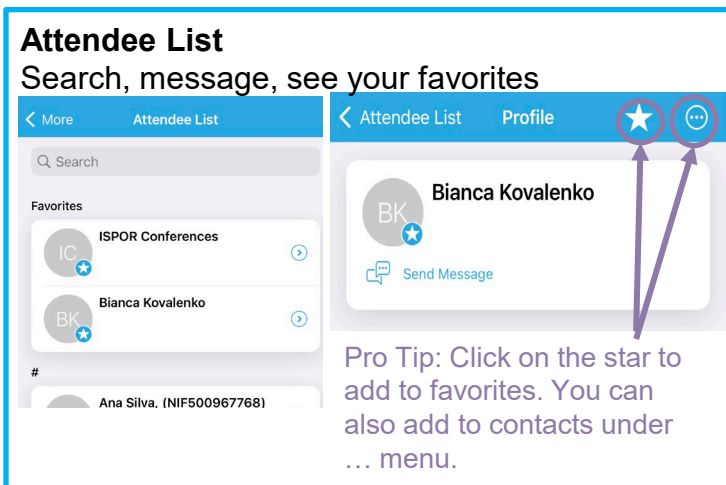 Attendee List
Search, message, see your favorites
More
Attendee List
Search
Favorites
IC
ISPOR Conferences
BK
Bianca Kovalenko
#
Ana Silva, (NIF500967768)
Attendee List
Profile
BK
Bianca Kovalenko
Send Message
Pro Tip: Click on the star to
add to favorites. You can
also add to contacts under
… menu.